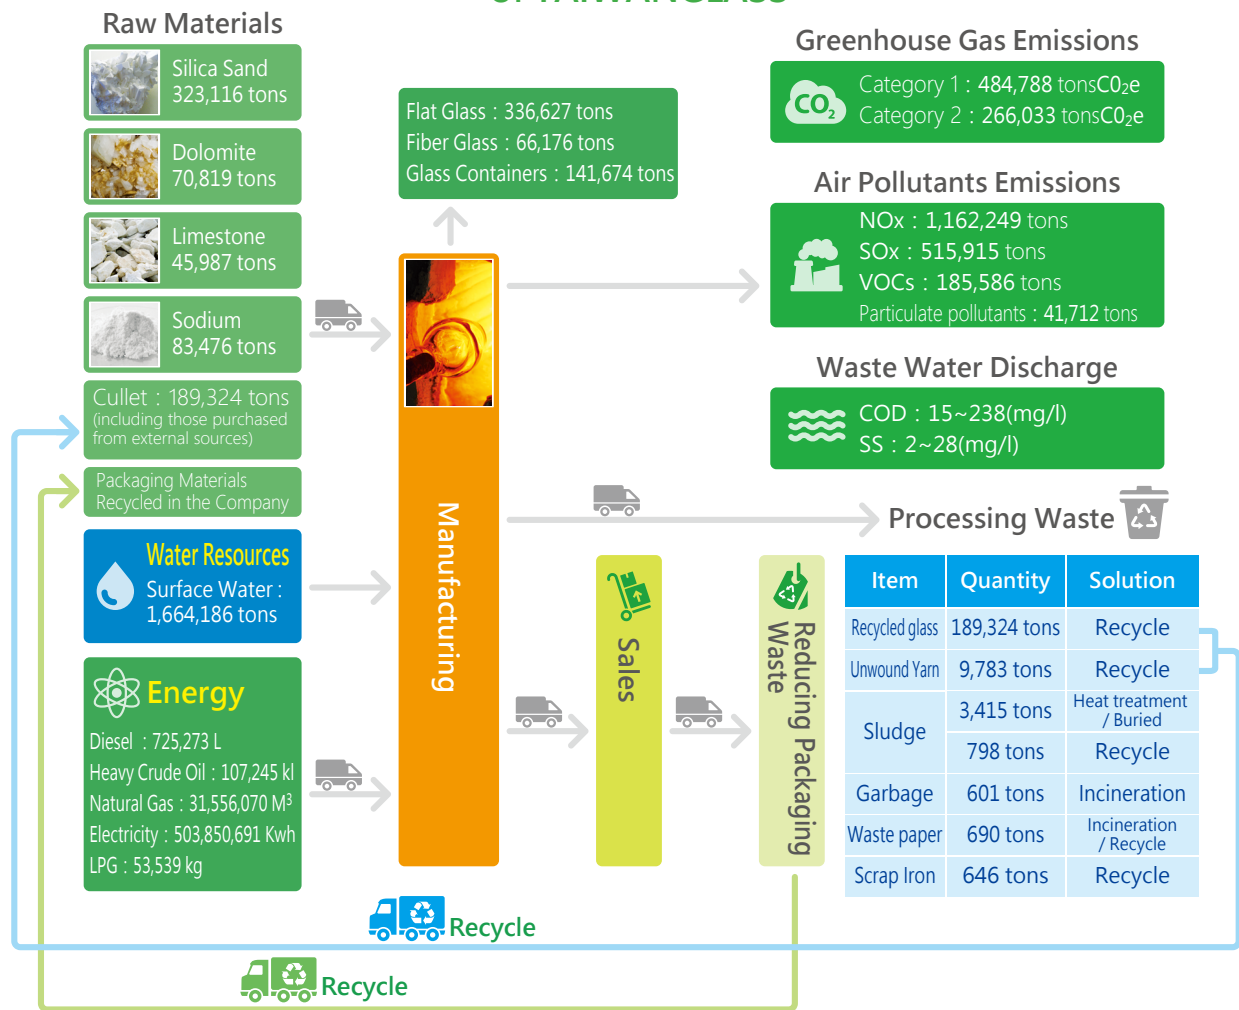 OF TAIWAN GLASS
Raw Materials
Silica Sand
323,116 tons
Dolomite
70,819 tons
Limestone
45,987 tons
Sodium
83,476 tons
Cullet : 189,324 tons
(including those purchased
from external sources)
Packaging Materials
Recycled in the Company
Water Resources
Surface Water :
1,664,186 tons
Energy
Diesel : 725,273 L
Heavy Crude Oil : 107,245 kl
Natural Gas : 31,556,070 M³
Electricity : 503,850,691 Kwh
LPG : 53,539 kg
Flat Glass : 336,627 tons
Fiber Glass : 66,176 tons
Glass Containers : 141,674 tons
Manufacturing
Sales
Reducing Packaging
Waste
Greenhouse Gas Emissions
CO₂
Category 1 : 484,788 tonsC0₂e
Category 2 : 266,033 tonsC0₂e
Air Pollutants Emissions
NOx : 1,162,249 tons
SOx : 515,915 tons
VOCs : 185,586 tons
Particulate pollutants : 41,712 tons
Waste Water Discharge
COD : 15~238(mg/l)
SS : 2~28(mg/l)
Processing Waste
Item Quantity Solution
Recycled glass 189,324 tons Recycle
Unwound Yarn 9,783 tons Recycle
Sludge 3,415 tons Heat treatment
/ Buried
798 tons Recycle
Garbage 601 tons Incineration
Waste paper 690 tons Incineration
/ Recycle
Scrap Iron 646 tons Recycle
Recycle
Recycle